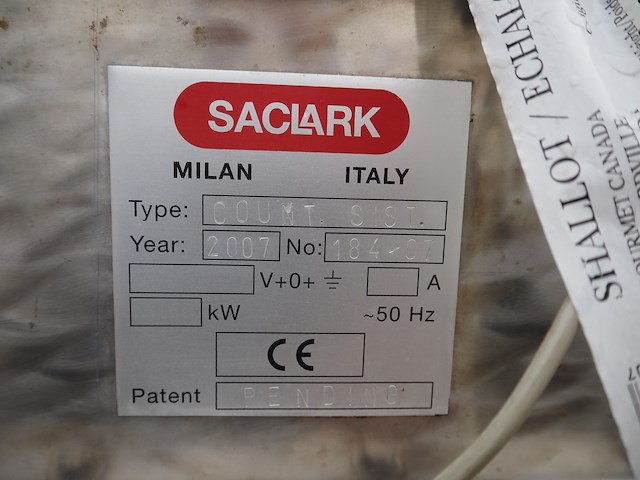 SACLARK
MILAN ITALY
Type: COUNT. SIST.
Year: 2007 No: 184-07
V+0+ A
kW ~50 Hz
CE
Patent PENDING
SHALLOT / ECHALO
CANADA